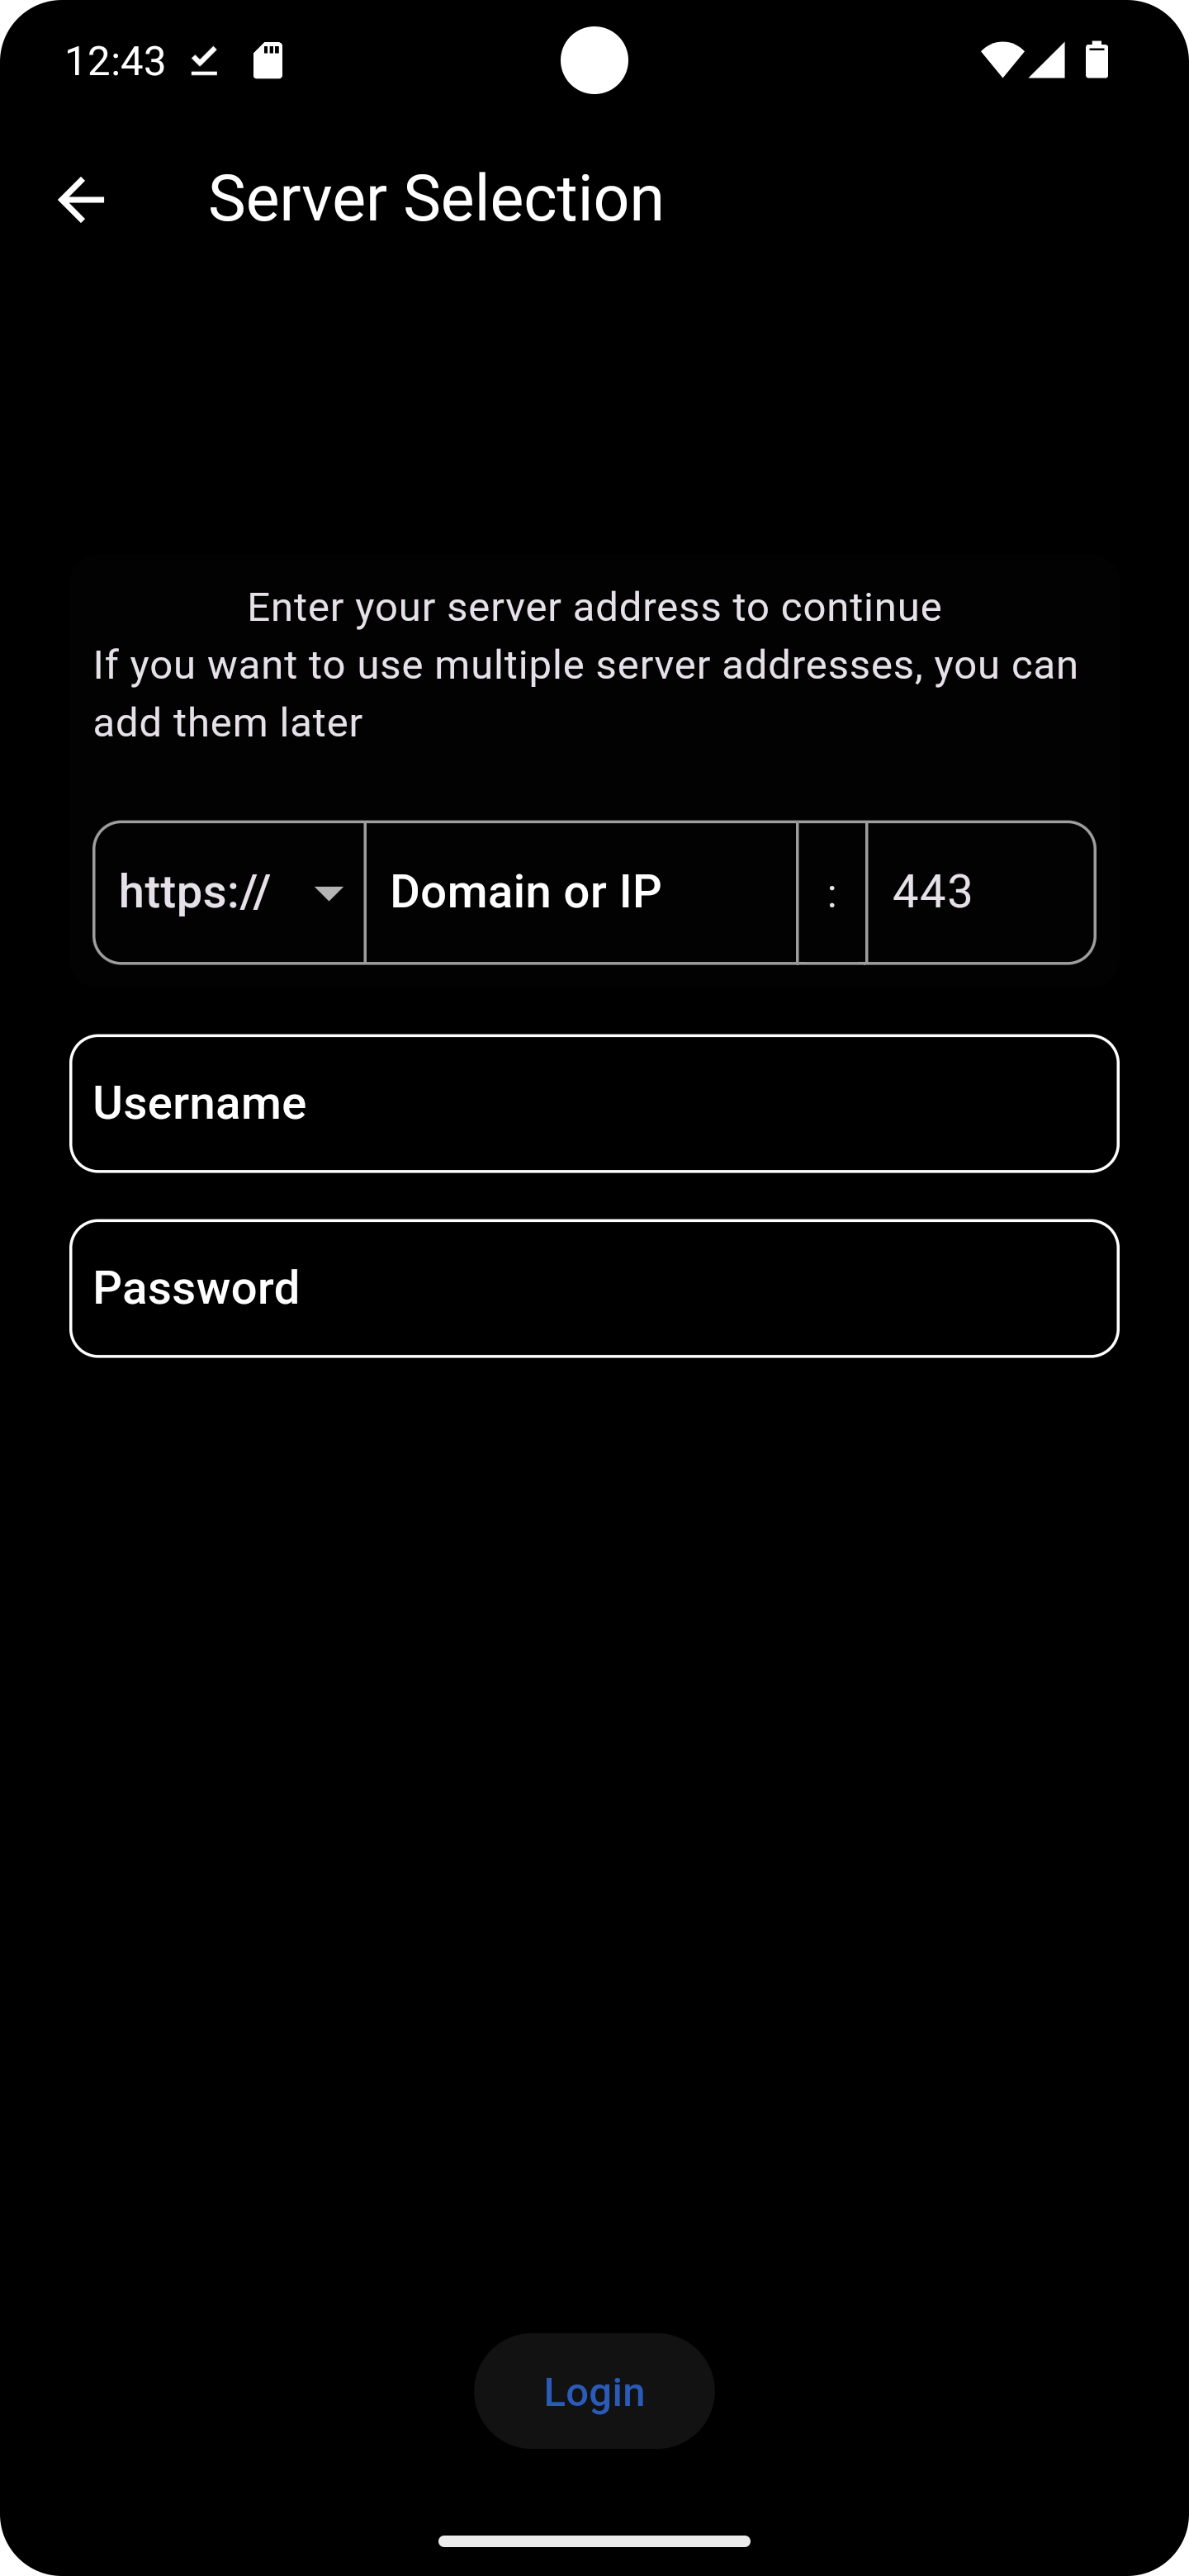 12:43
Server Selection
Enter your server address to continue
If you want to use multiple server addresses, you can
add them later
https:// Domain or IP : 443
Username
Password
Login